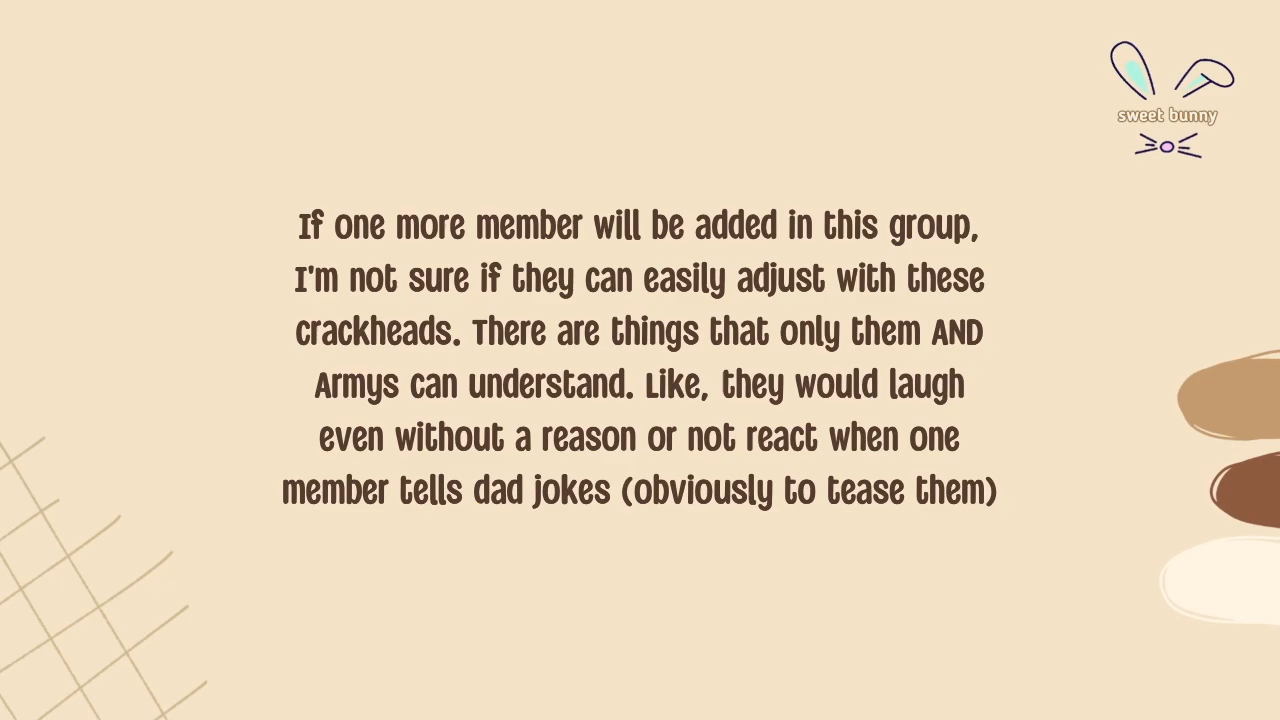 sweet bunny
If one more member will be added in this group,
I'm not sure if they can easily adjust with these
crackheads. There are things that only them AND
Armys can understand. Like, they would laugh
even without a reason or not react when one
member tells dad jokes (obviously to tease them)